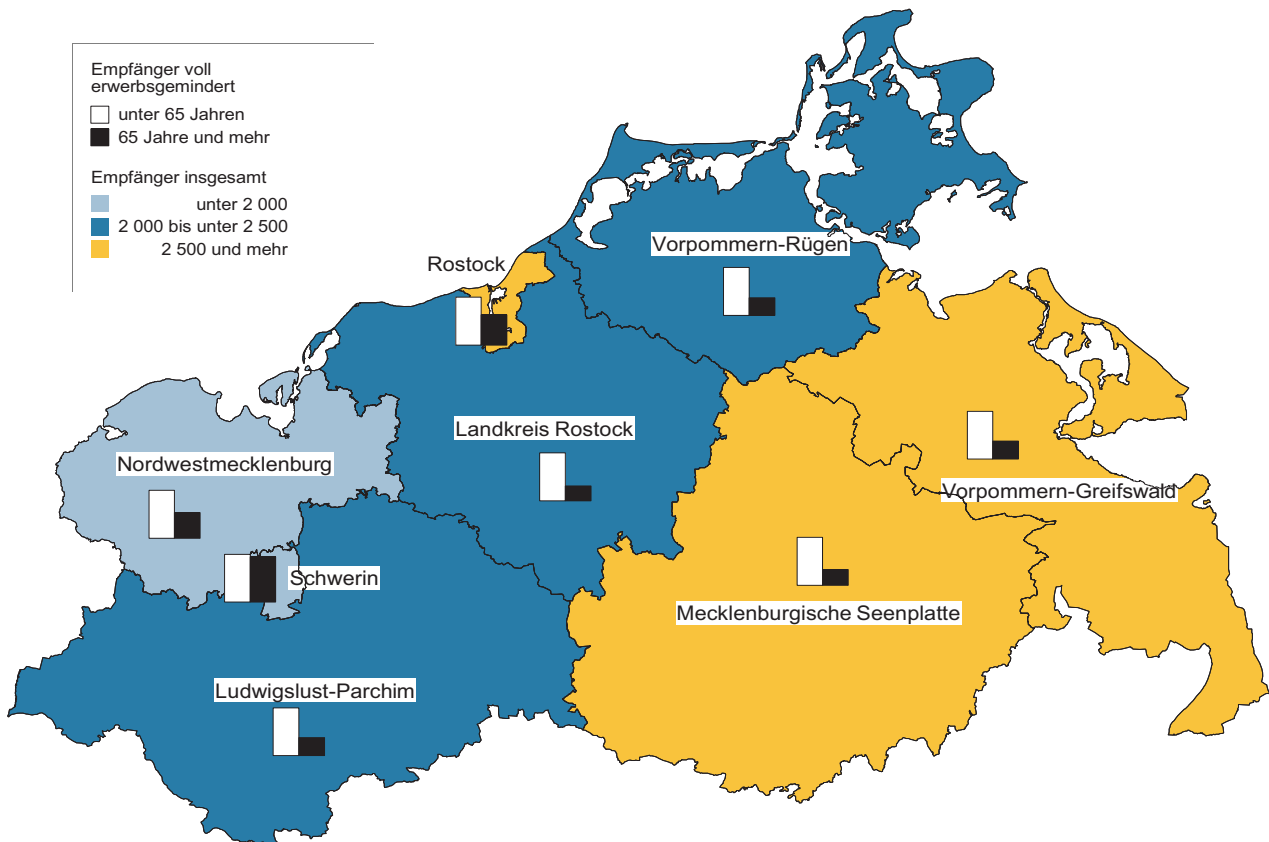 Empfänger voll
erwerbsgemindert
unter 65 Jahren
65 Jahre und mehr
Empfänger insgesamt
unter 2 000
2 000 bis unter 2 500
2 500 und mehr
Vorpommern-Rügen
Rostock
Landkreis Rostock
Nordwestmecklenburg
Vorpommern-Greifswald
Schwerin
Mecklenburgische Seenplatte
Ludwigslust-Parchim